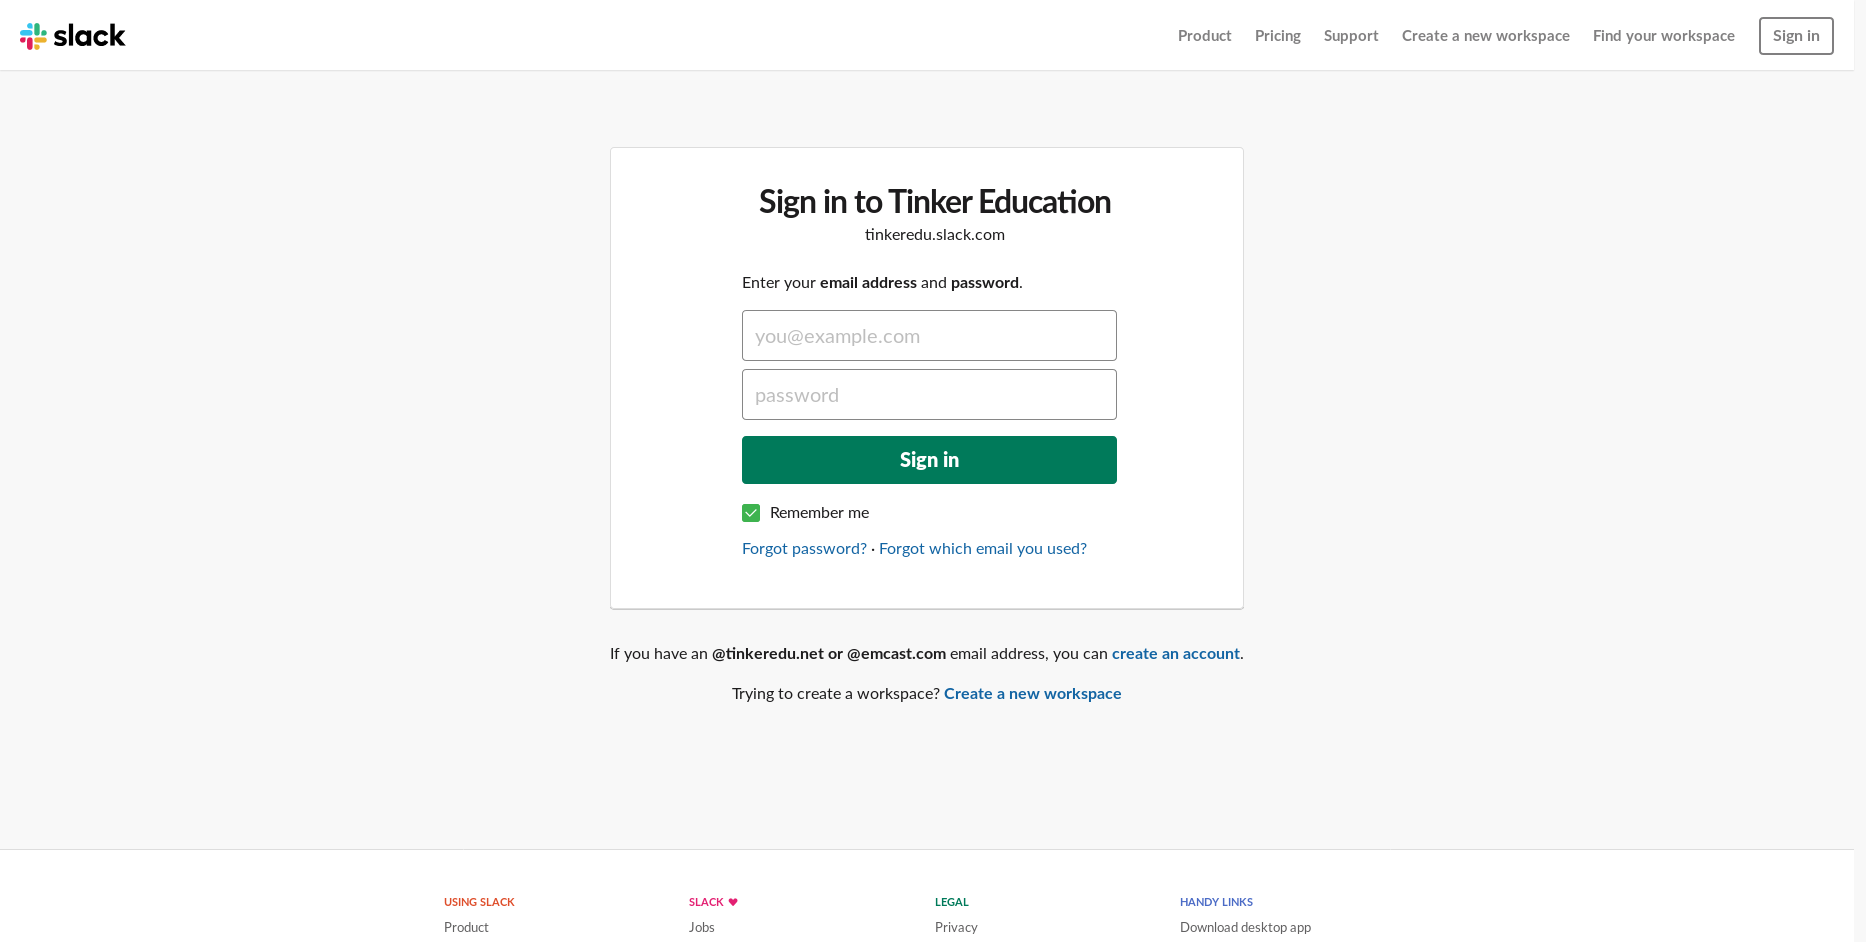 slack
Product Pricing Support Create a new workspace Find your workspace Sign in
Sign in to Tinker Education
tinkeredu.slack.com
Enter your email address and password.
you@example.com
password
Sign in
Remember me
Forgot password? · Forgot which email you used?
If you have an @tinkeredu.net or @emcast.com email address, you can create an account.
Trying to create a workspace? Create a new workspace
USING SLACK
Product
SLACK ♥
Jobs
LEGAL
Privacy
HANDY LINKS
Download desktop app